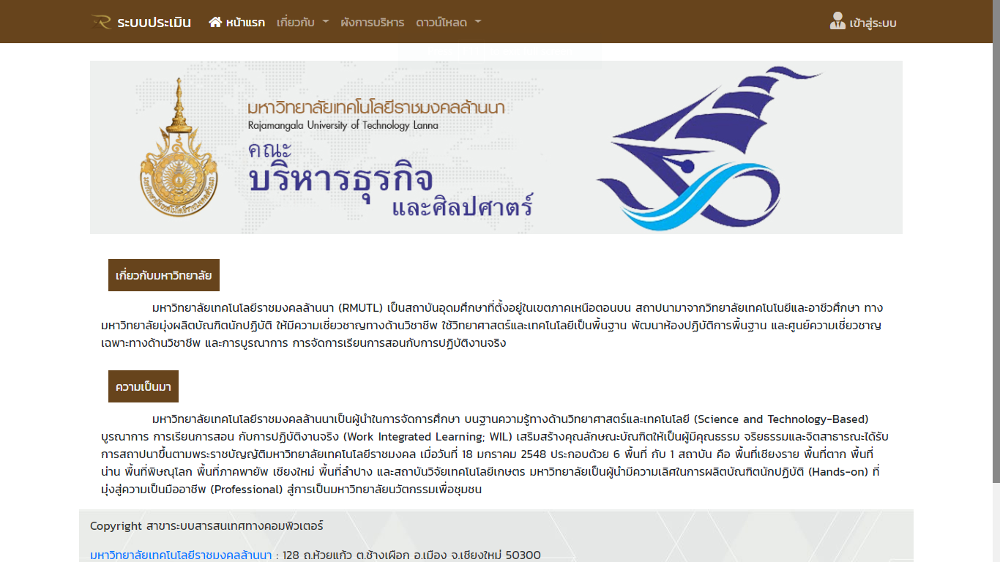 ระบบประเมิน หน้าแรก เกี่ยวกับ ผังการบริหาร ดาวน์โหลด เข้าสู่ระบบ
มหาวิทยาลัยเทคโนโลยีราชมงคลล้านนา
Rajamangala University of Technology Lanna
คณะ
บริหารธุรกิจ
และศิลปศาตร์
เกี่ยวกับมหาวิทยาลัย
มหาวิทยาลัยเทคโนโลยีราชมงคลล้านนา (RMUTL) เป็นสถาบันอุดมศึกษาที่ตั้งอยู่ในเขตภาคเหนือตอนบน สถาปนามาจากวิทยาลัยเทคโนโนยีและอาชีวศึกษา ทาง
มหาวิทยาลัยมุ่งผลิตบัณฑิตนักปฏิบัติ ให้มีความเชี่ยวชาญทางด้านวิชาชีพ ใช้วิทยาศาสตร์และเทคโนโลยีเป็นพื้นฐาน พัฒนาห้องปฏิบัติการพื้นฐาน และศูนย์ความเชี่ยวชาญ
เฉพาะทางด้านวิชาชีพ และการบูรณาการ การจัดการเรียนการสอนกับการปฏิบัติงานจริง
ความเป็นมา
มหาวิทยาลัยเทคโนโลยีราชมงคลล้านนาเป็นผู้นำในการจัดการศึกษา บนฐานความรู้ทางด้านวิทยาศาสตร์และเทคโนโลยี (Science and Technology-Based)
บูรณาการ การเรียนการสอน กับการปฏิบัติงานจริง (Work Integrated Learning; WIL) เสริมสร้างคุณลักษณะบัณฑิตให้เป็นผู้มีคุณธรรม จริยธรรมและจิตสาธารณะได้รับ
การสถาปนาขึ้นตามพระราชบัญญัติมหาวิทยาลัยเทคโนโลยีราชมงคล เมื่อวันที่ 18 มกราคม 2548 ประกอบด้วย 6 พื้นที่ กับ 1 สถาบัน คือ พื้นที่เชียงราย พื้นที่ตาก พื้นที่
น่าน พื้นที่พิษณุโลก พื้นที่ภาคพายัพ เชียงใหม่ พื้นที่ลำปาง และสถาบันวิจัยเทคโนโลยีเกษตร มหาวิทยาลัยเป็นผู้นำมีความเลิศในการผลิตบัณฑิตนักปฏิบัติ (Hands-on) ที่
มุ่งสู่ความเป็นมืออาชีพ (Professional) สู่การเป็นมหาวิทยาลัยนวัตกรรมเพื่อชุมชน
Copyright สาขาระบบสารสนเทศทางคอมพิวเตอร์
มหาวิทยาลัยเทคโนโลยีราชมงคลล้านนา : 128 ถ.ห้วยแก้ว ต.ช้างเผือก อ.เมือง จ.เชียงใหม่ 50300